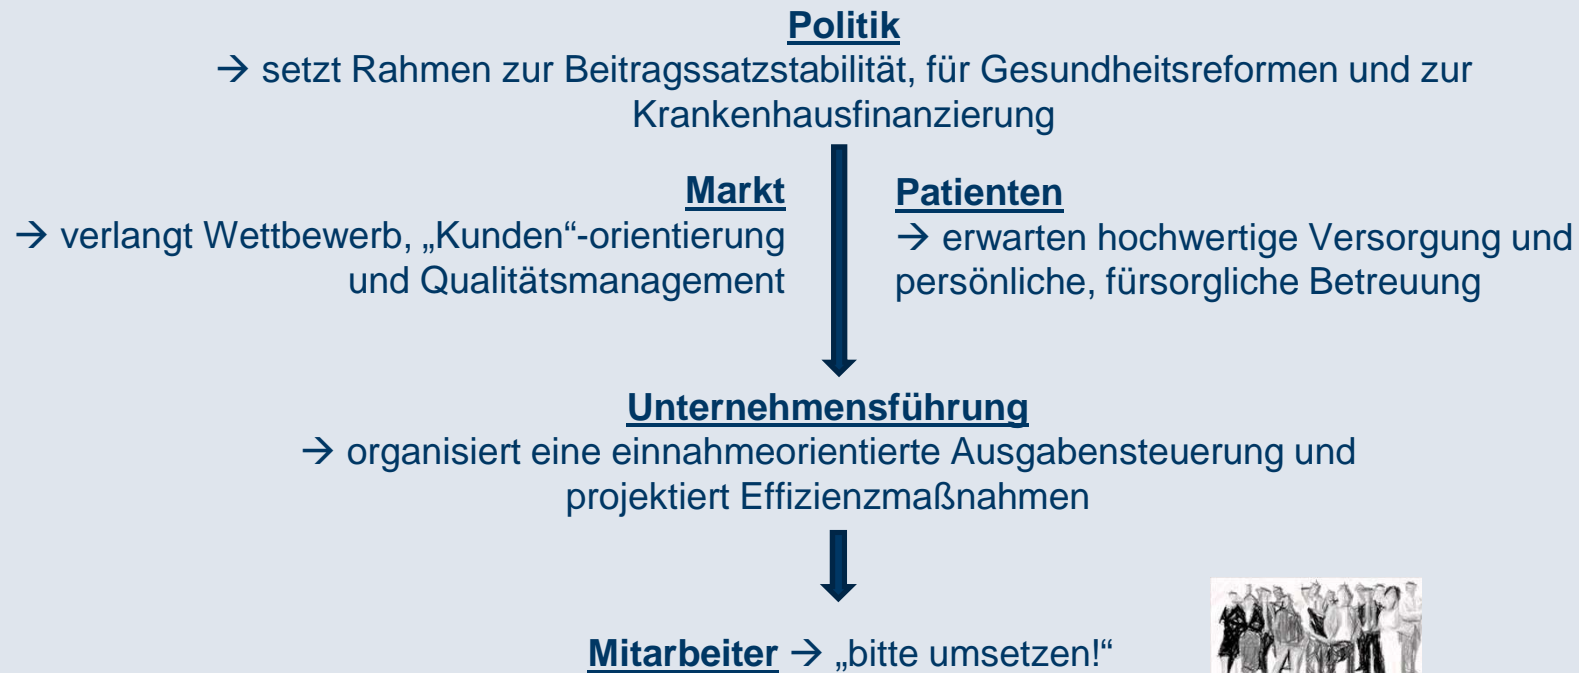 Politik
→ setzt Rahmen zur Beitragssatzstabilität, für Gesundheitsreformen und zur
Krankenhausfinanzierung
Markt
→ verlangt Wettbewerb, „Kunden“-orientierung
und Qualitätsmanagement
Patienten
→ erwarten hochwertige Versorgung und
persönliche, fürsorgliche Betreuung
Unternehmensführung
→ organisiert eine einnahmeorientierte Ausgabensteuerung und
projektiert Effizienzmaßnahmen
Mitarbeiter → „bitte umsetzen!“